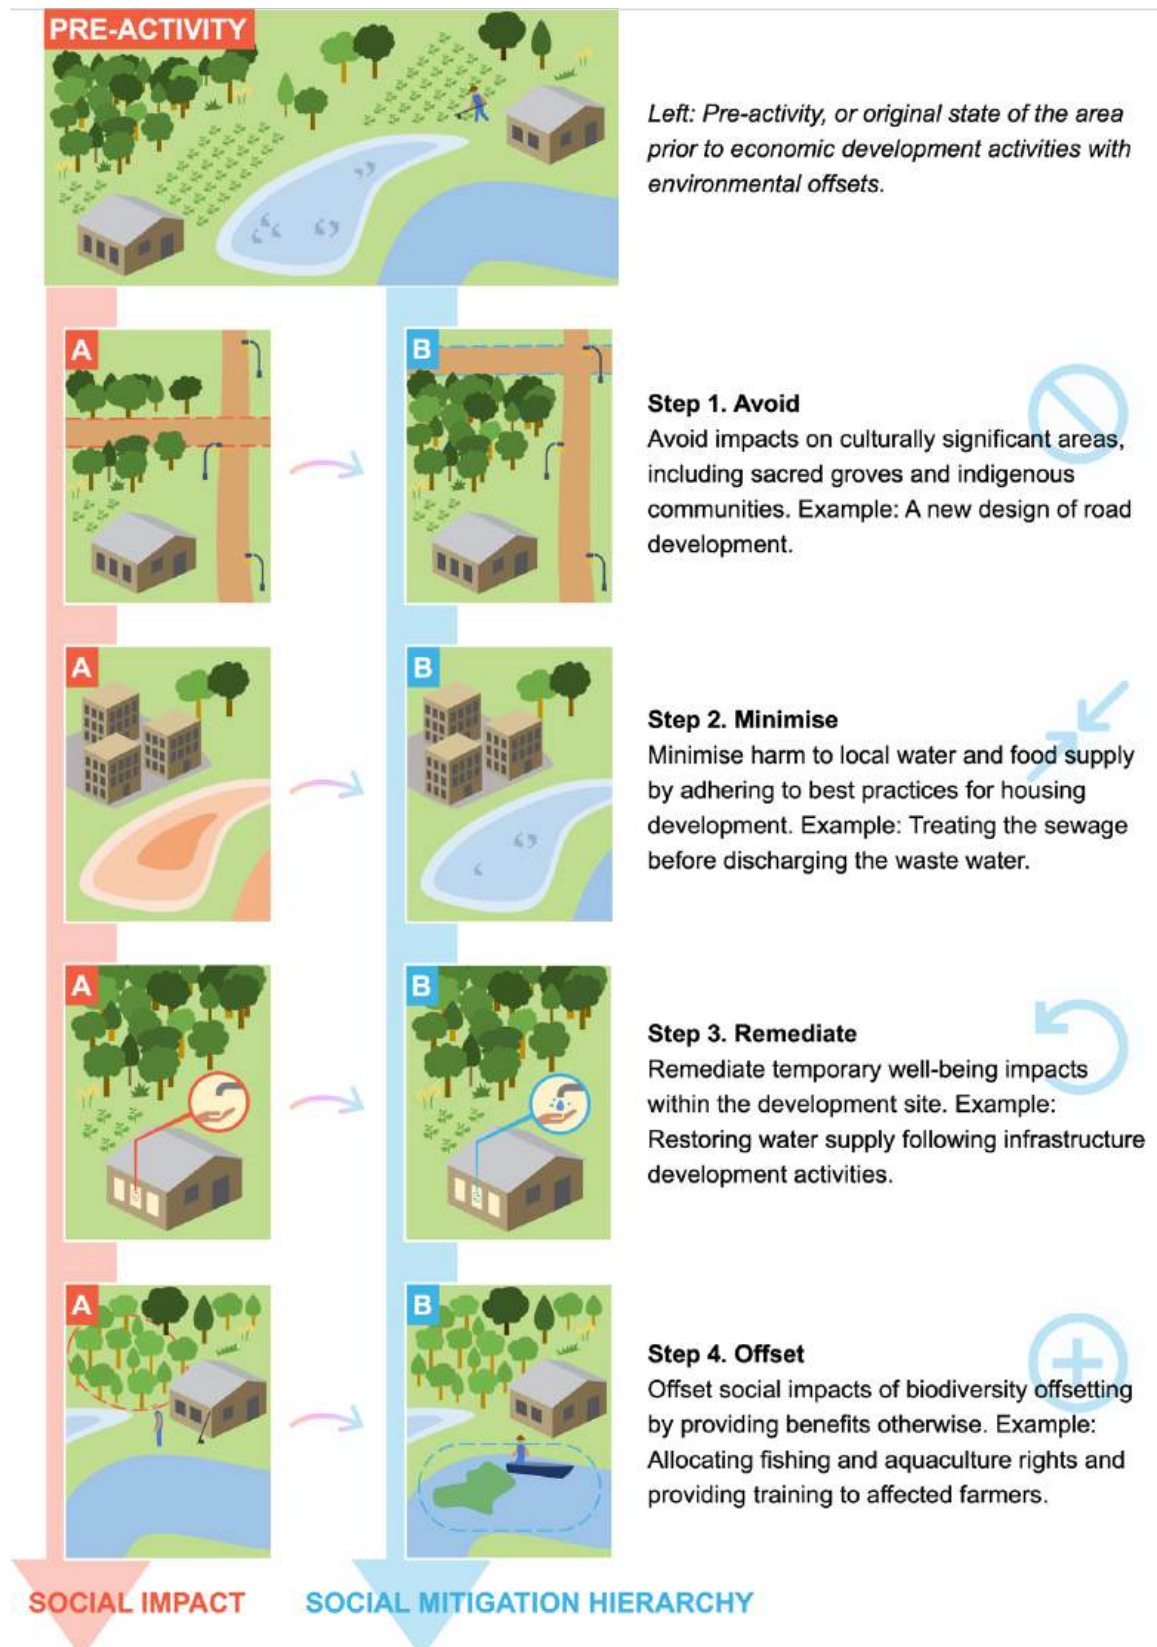 PRE-ACTIVITY
Left: Pre-activity, or original state of the area
prior to economic development activities with
environmental offsets.
A
B
Step 1. Avoid
Avoid impacts on culturally significant areas,
including sacred groves and indigenous
communities. Example: A new design of road
development.
A
B
Step 2. Minimise
Minimise harm to local water and food supply
by adhering to best practices for housing
development. Example: Treating the sewage
before discharging the waste water.
A
B
Step 3. Remediate
Remediate temporary well-being impacts
within the development site. Example:
Restoring water supply following infrastructure
development activities.
A
B
Step 4. Offset
Offset social impacts of biodiversity offsetting
by providing benefits otherwise. Example:
Allocating fishing and aquaculture rights and
providing training to affected farmers.
SOCIAL IMPACT
SOCIAL MITIGATION HIERARCHY